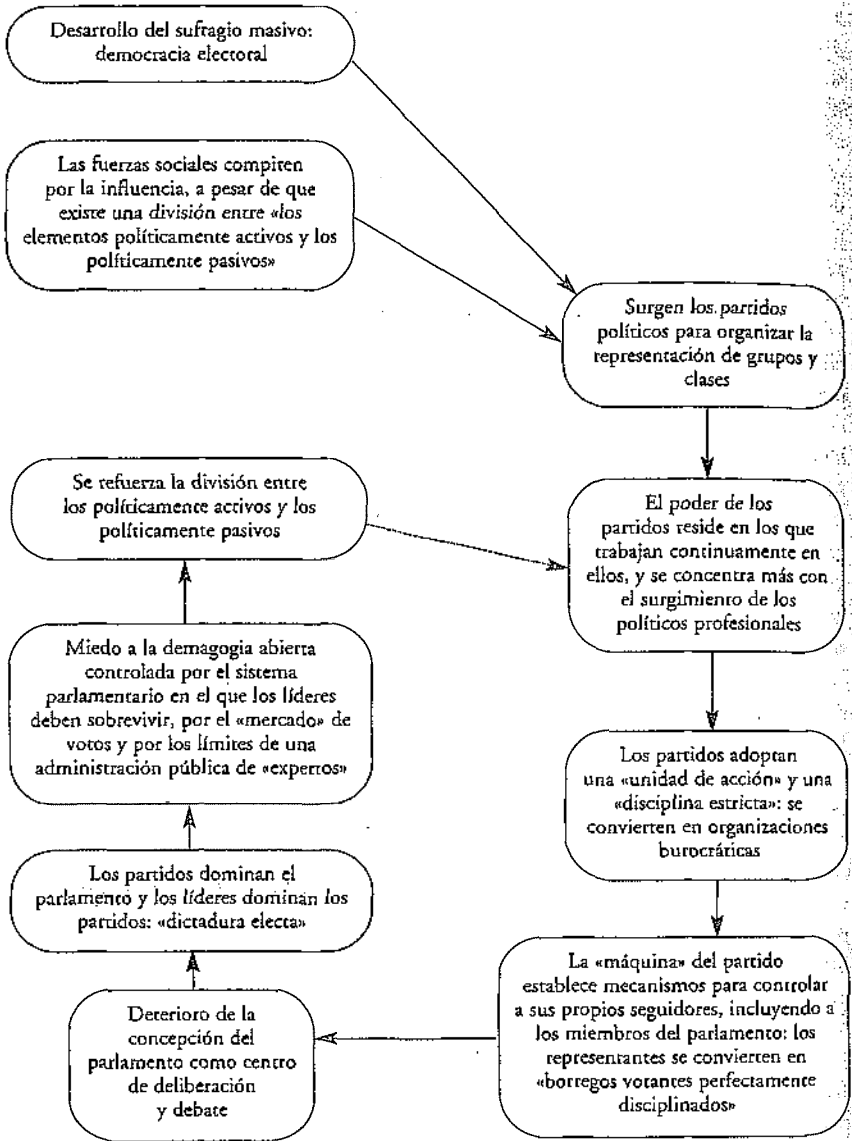 Desarrollo del sufragio masivo:
democracia electoral
Las fuerzas sociales compiten
por la influencia, a pesar de que
existe una división entre «los
elementos políticamente activos y los
políticamente pasivos»
Surgen los partidos
políticos para organizar la
representación de grupos y
clases
El poder de los
partidos reside en los que
trabajan continuamente en
ellos, y se concentra más con
el surgimiento de los
políticos profesionales
Los partidos adoptan
una «unidad de acción» y una
«disciplina estricta»: se
convierten en organizaciones
burocráticas
La «máquina» del partido
establece mecanismos para controlar
a sus propios seguidores, incluyendo a
los miembros del parlamento: los
representantes se convierten en
«borregos votantes perfectamente
disciplinados»
Deterioro de la
concepción del
parlamento como centro
de deliberación
y debate
Los partidos dominan el
parlamento y los líderes dominan los
partidos: «dictadura electa»
Miedo a la demagogia abierta
controlada por el sistema
parlamentario en el que los líderes
deben sobrevivir, por el «mercado» de
votos y por los límites de una
administración pública de «expertos»
Se refuerza la división entre
los políticamente activos y los
políticamente pasivos